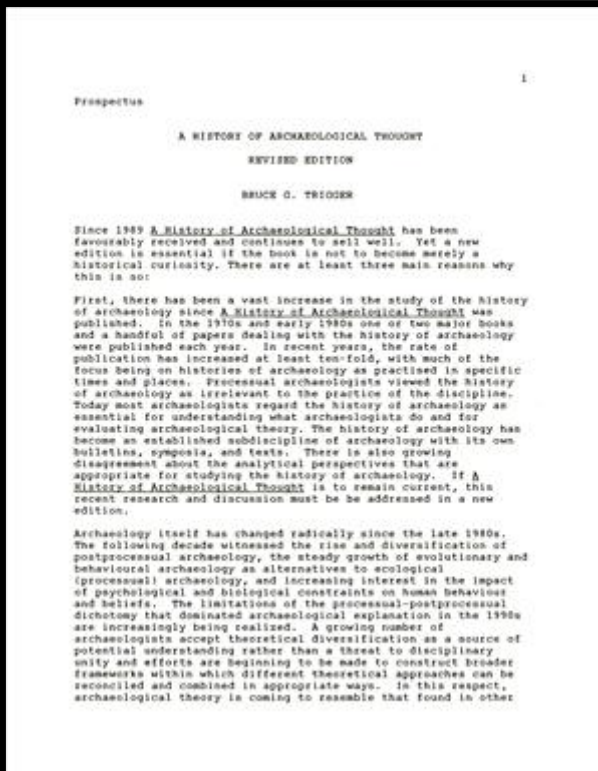 1
Prospectus
A HISTORY OF ARCHAEOLOGICAL THOUGHT
REVISED EDITION
BRUCE G. TRIGGER
Since 1989 A History of Archaeological Thought has been
favourably received and continues to sell well. Yet a new
edition is essential if the book is not to become merely a
historical curiosity. There are at least three main reasons why
this is so:
First, there has been a vast increase in the study of the history
of archaeology since A History of Archaeological Thought was
published. In the 1970s and early 1980s one or two major books
and a handful of papers dealing with the history of archaeology
were published each year. In recent years, the rate of
publication has increased at least ten-fold, with much of the
focus being on histories of archaeology as practised in specific
times and places. Processual archaeologists viewed the history
of archaeology as irrelevant to the practice of the discipline.
Today most archaeologists regard the history of archaeology as
essential for understanding what archaeologists do and for
evaluating archaeological theory. The history of archaeology has
become an established subdiscipline of archaeology with its own
bulletins, symposia, and texts. There is also growing
disagreement about the analytical perspectives that are
appropriate for studying the history of archaeology. If A
History of Archaeological Thought is to remain current, this
recent research and discussion must be be addressed in a new
edition.
Archaeology itself has changed radically since the late 1980s.
The following decade witnessed the rise and diversification of
postprocessual archaeology, the steady growth of evolutionary and
behavioural archaeology as alternatives to ecological
(processual) archaeology, and increasing interest in the impact
of psychological and biological constraints on human behaviour
and beliefs. The limitations of the processual-postprocessual
dichotomy that dominated archaeological explanation in the 1990s
are increasingly being realized. A growing number of
archaeologists accept theoretical diversification as a source of
potential understanding rather than a threat to disciplinary
unity and efforts are beginning to be made to construct broader
frameworks within which different theoretical approaches can be
reconciled and combined in appropriate ways. In this respect,
archaeological theory is coming to resemble that found in other